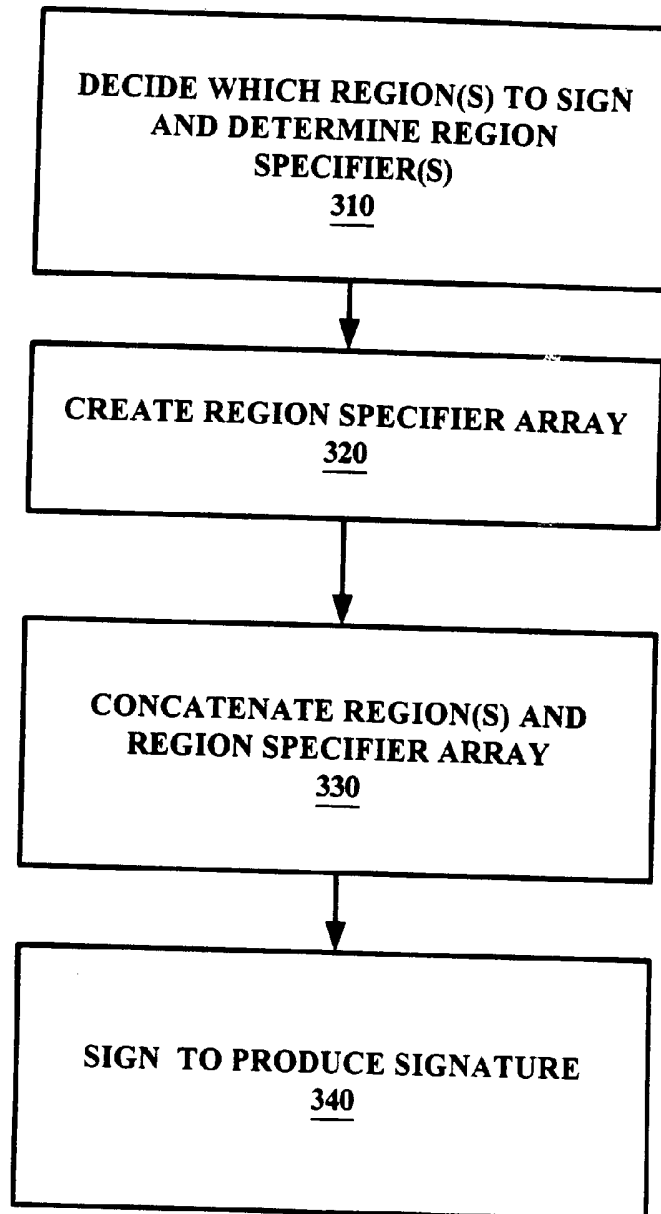 DECIDE WHICH REGION(S) TO SIGN
AND DETERMINE REGION
SPECIFIER(S)
310
CREATE REGION SPECIFIER ARRAY
320
CONCATENATE REGION(S) AND
REGION SPECIFIER ARRAY
330
SIGN TO PRODUCE SIGNATURE
340